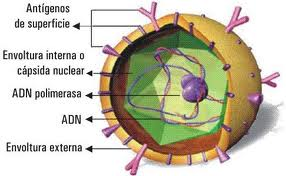 Antígenos
de superficie
Envoltura interna o
cápsida nuclear
ADN polimerasa
ADN
Envoltura externa